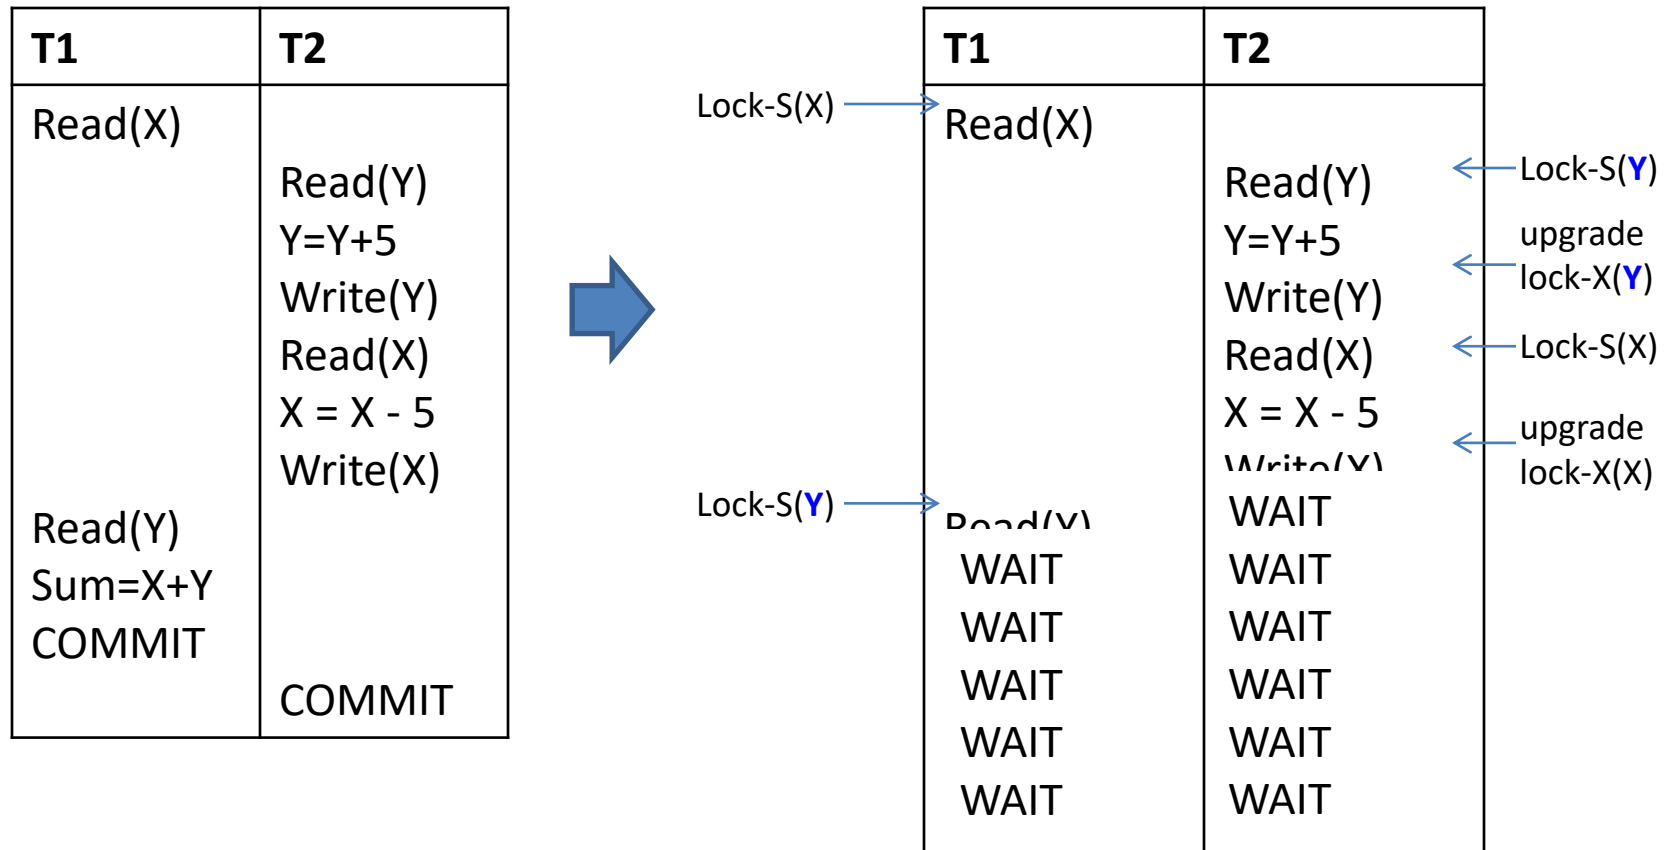 T1 T2
Read(X)
Read(Y)
Y=Y+5
Write(Y)
Read(X)
X = X - 5
Write(X)
Read(Y)
Sum=X+Y
COMMIT
COMMIT
T1 T2
Lock-S(X) Read(X)
Read(Y) Lock-S(Y)
Y=Y+5 upgrade
lock-X(Y)
Write(Y)
Read(X) Lock-S(X)
X = X - 5
upgrade
Write(X) lock-X(X)
Lock-S(Y) Read(Y) WAIT
WAIT WAIT
WAIT WAIT
WAIT WAIT
WAIT WAIT
WAIT WAIT